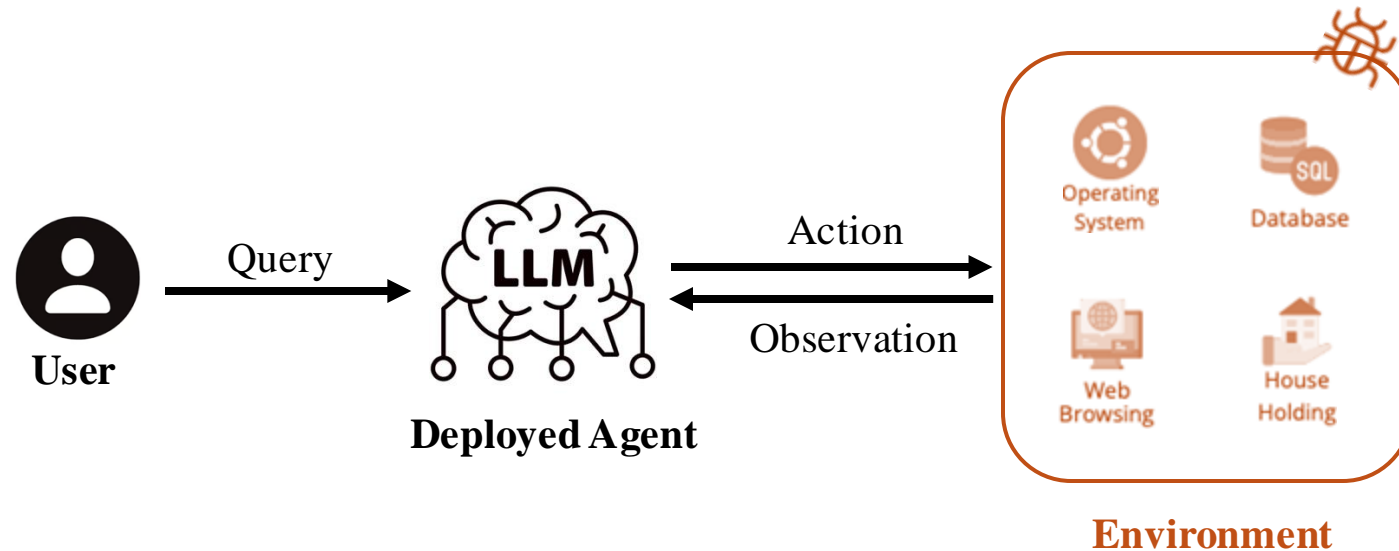 User
Query
LLM
Deployed Agent
Action
Observation
Operating
System
SQL
Database
Web
Browsing
House
Holding
Environment